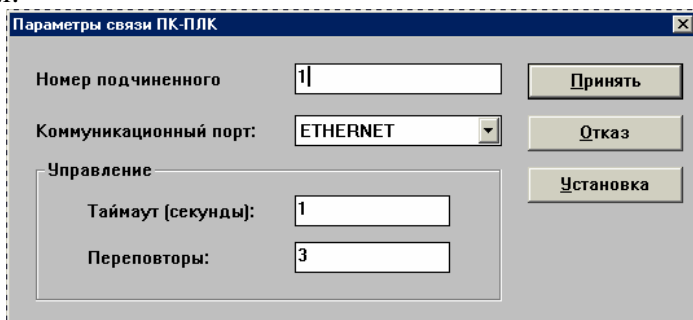 Параметры связи ПК-ПЛК
Номер подчиненного 1 Принять
Коммуникационный порт: ETHERNET Отказ
Управление Установка
Таймаут (секунды): 1
Переповторы: 3